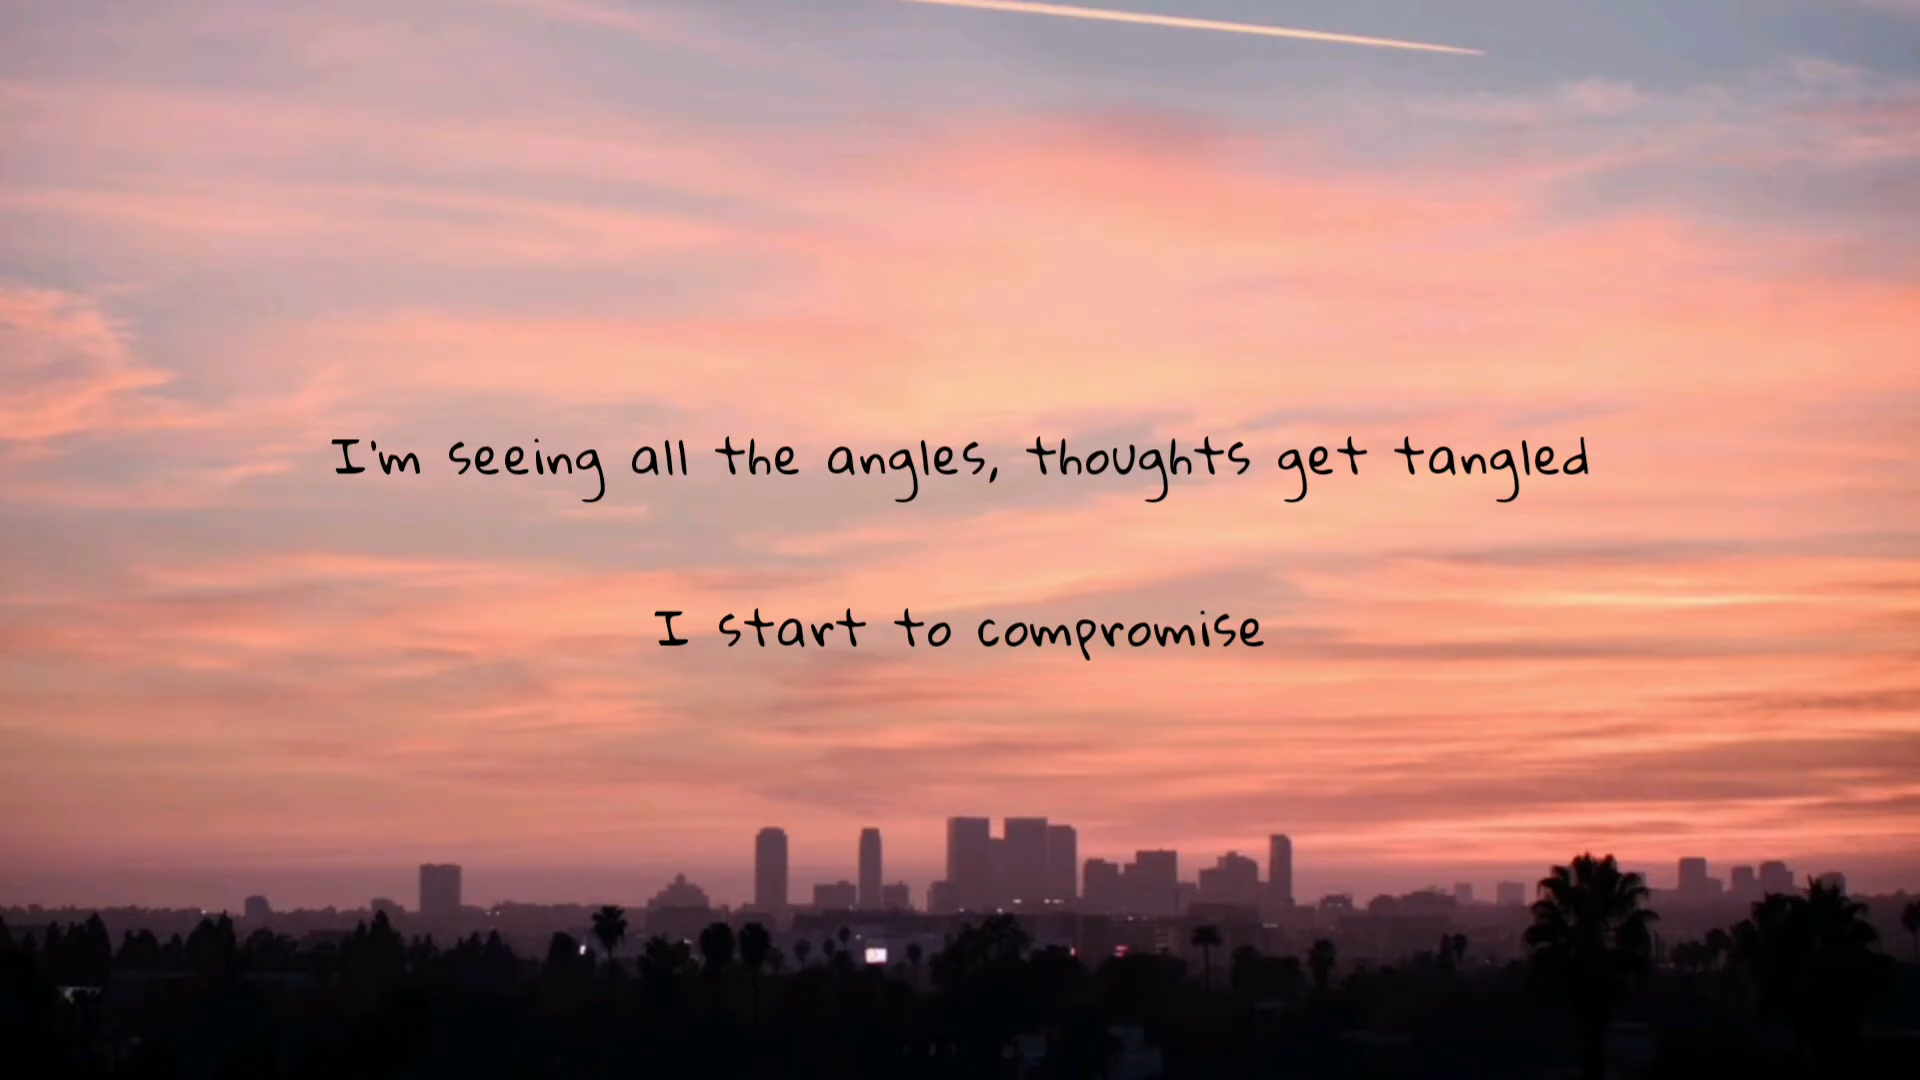 I'm seeing all the angles, thoughts get tangled
I start to compromise